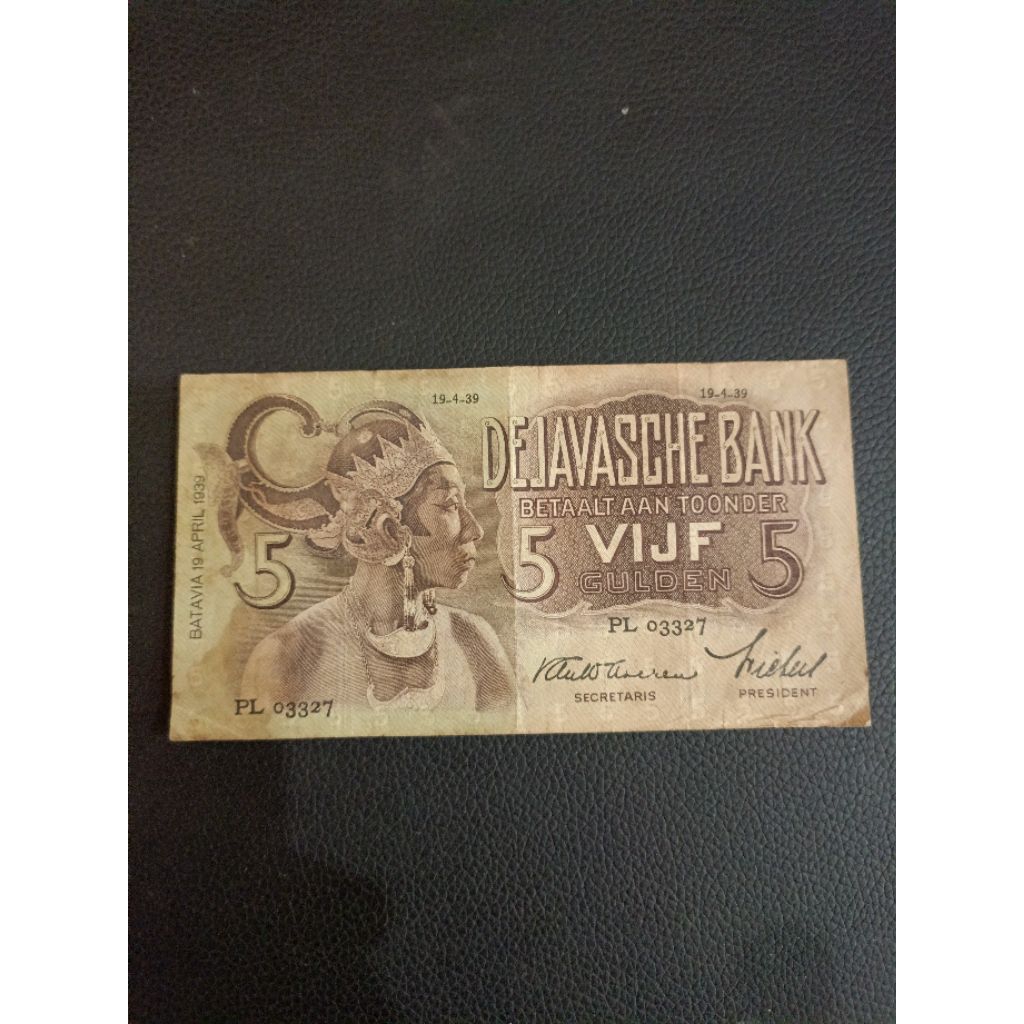 BATAVIA 19 APRIL 1939
19-4-39
19-4-39
DE JAVASCHE BANK
BETAALT AAN TOONDER
5
5
VIJF
5
GULDEN
PL 03327
PL 03327
SECRETARIS
PRESIDENT